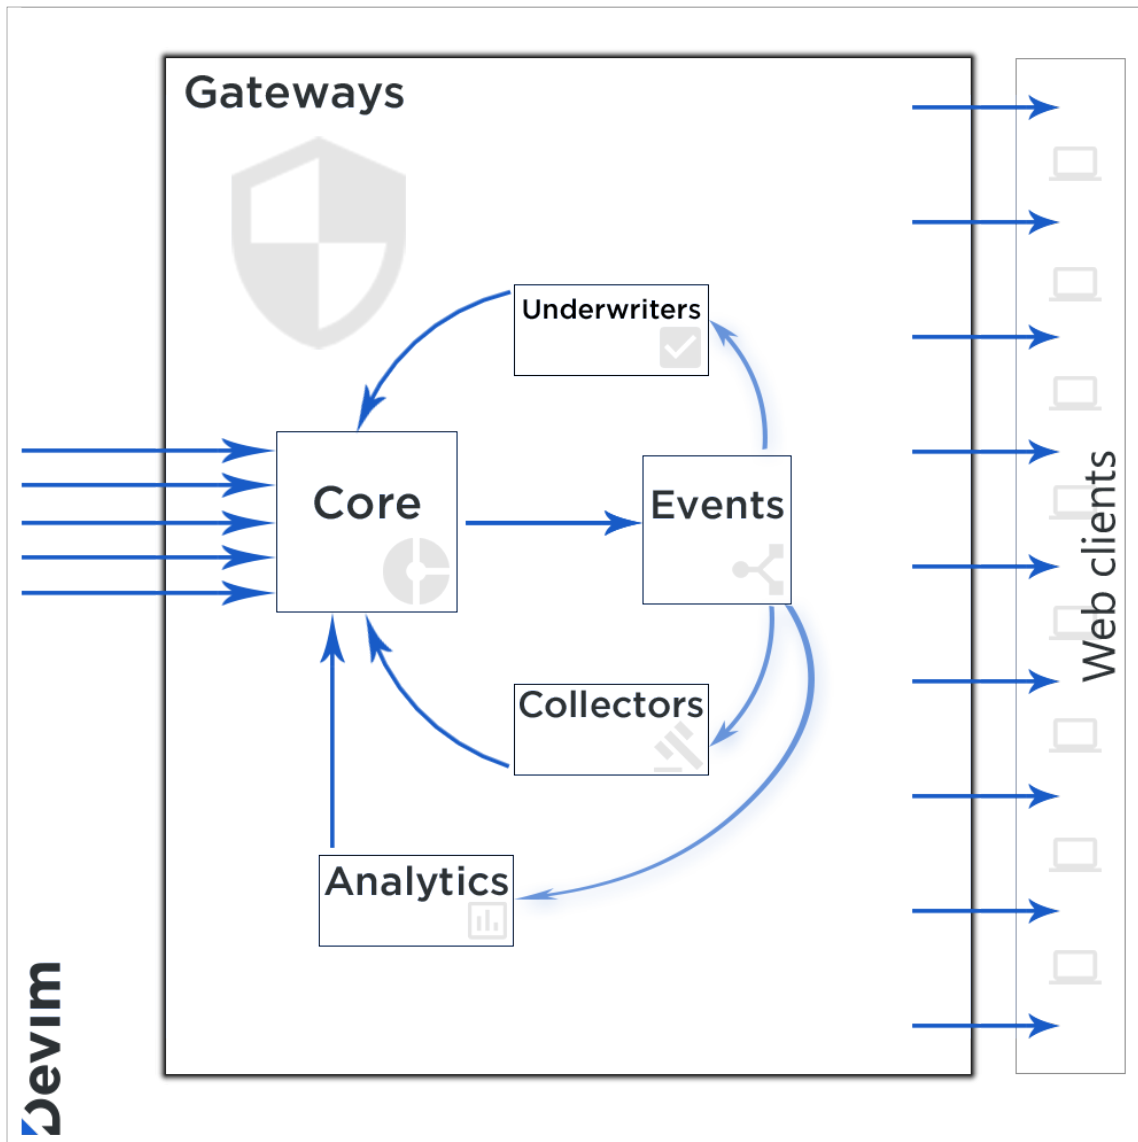 Gateways
Underwriters
Core
Events
Collectors
Analytics
Web clients
Devim